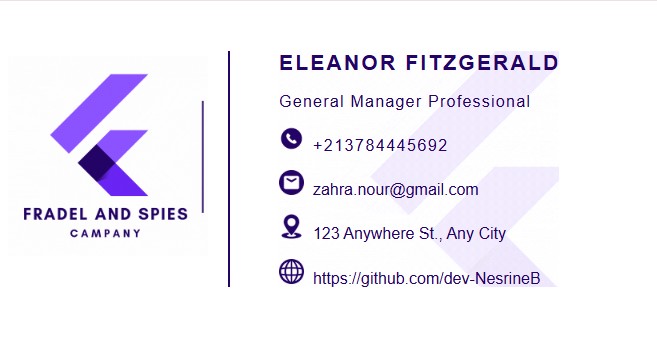 FRADEL AND SPIES
CAMPANY
ELEANOR FITZGERALD
General Manager Professional
+213784445692
zahra.nour@gmail.com
123 Anywhere St., Any City
https://github.com/dev-NesrineB